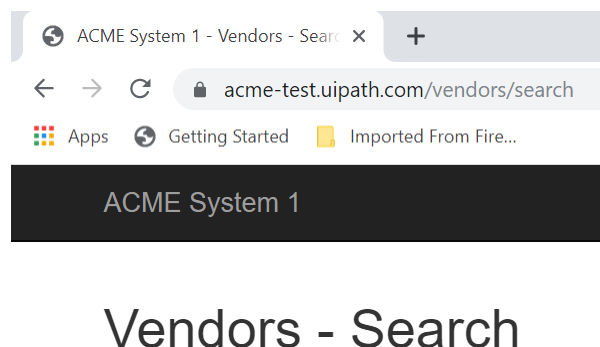 ACME System 1 - Vendors - Sear
acme-test.uipath.com/vendors/search
Apps Getting Started Imported From Fire...
ACME System 1
Vendors - Search